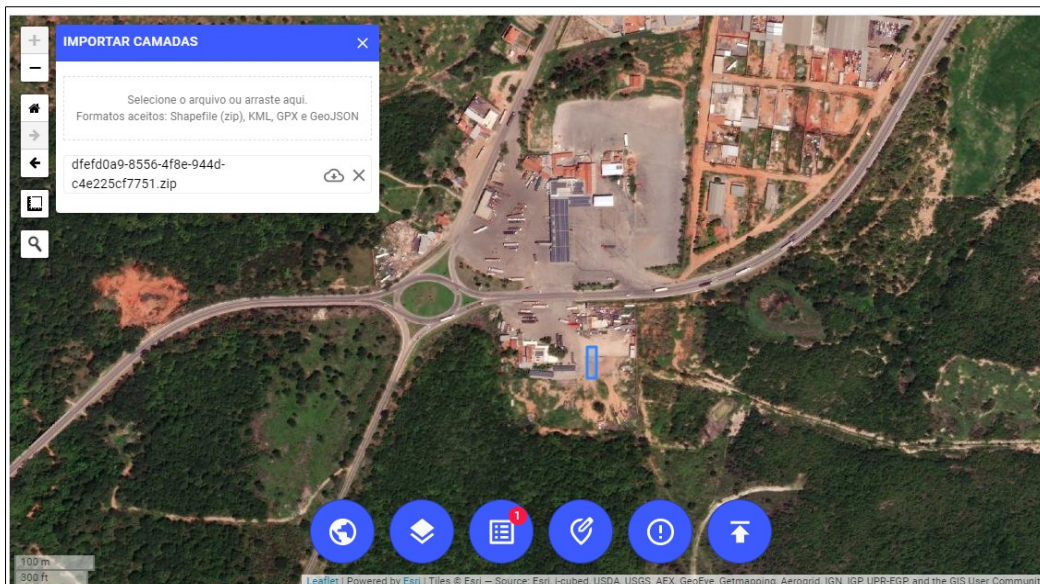 IMPORTAR CAMADAS
Selecione o arquivo ou arraste aqui.
Formatos aceitos: Shapefile (zip), KML, GPX e GeoJSON
dfefd0a9-8556-4f8e-944d-
c4e225cf7751.zip
1
100 m
300 ft
Leaflet | Powered by Esri | Tiles © Esri — Source: Esri, i-cubed, USDA, USGS, AEX, GeoEye, Getmapping, Aerogrid, IGN, IGP, UPR-EGP, and the GIS User Community